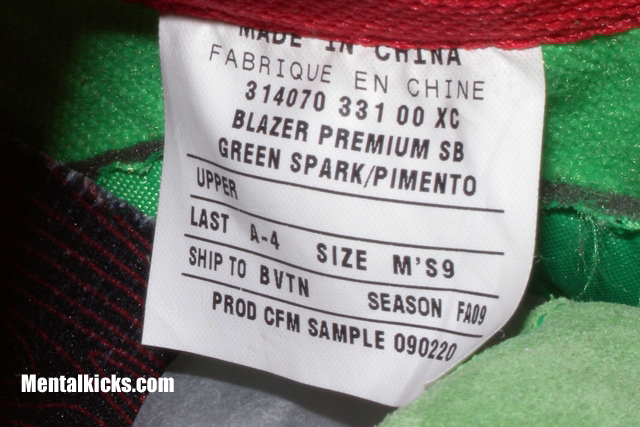 MADE IN CHINA
FABRIQUE EN CHINE
314070 331 00 XC
BLAZER PREMIUM SB
GREEN SPARK/PIMENTO
UPPER
LAST A-4 SIZE M'S9
SHIP TO BVTN SEASON FA09
PROD CFM SAMPLE 090220
Mentalkicks.com